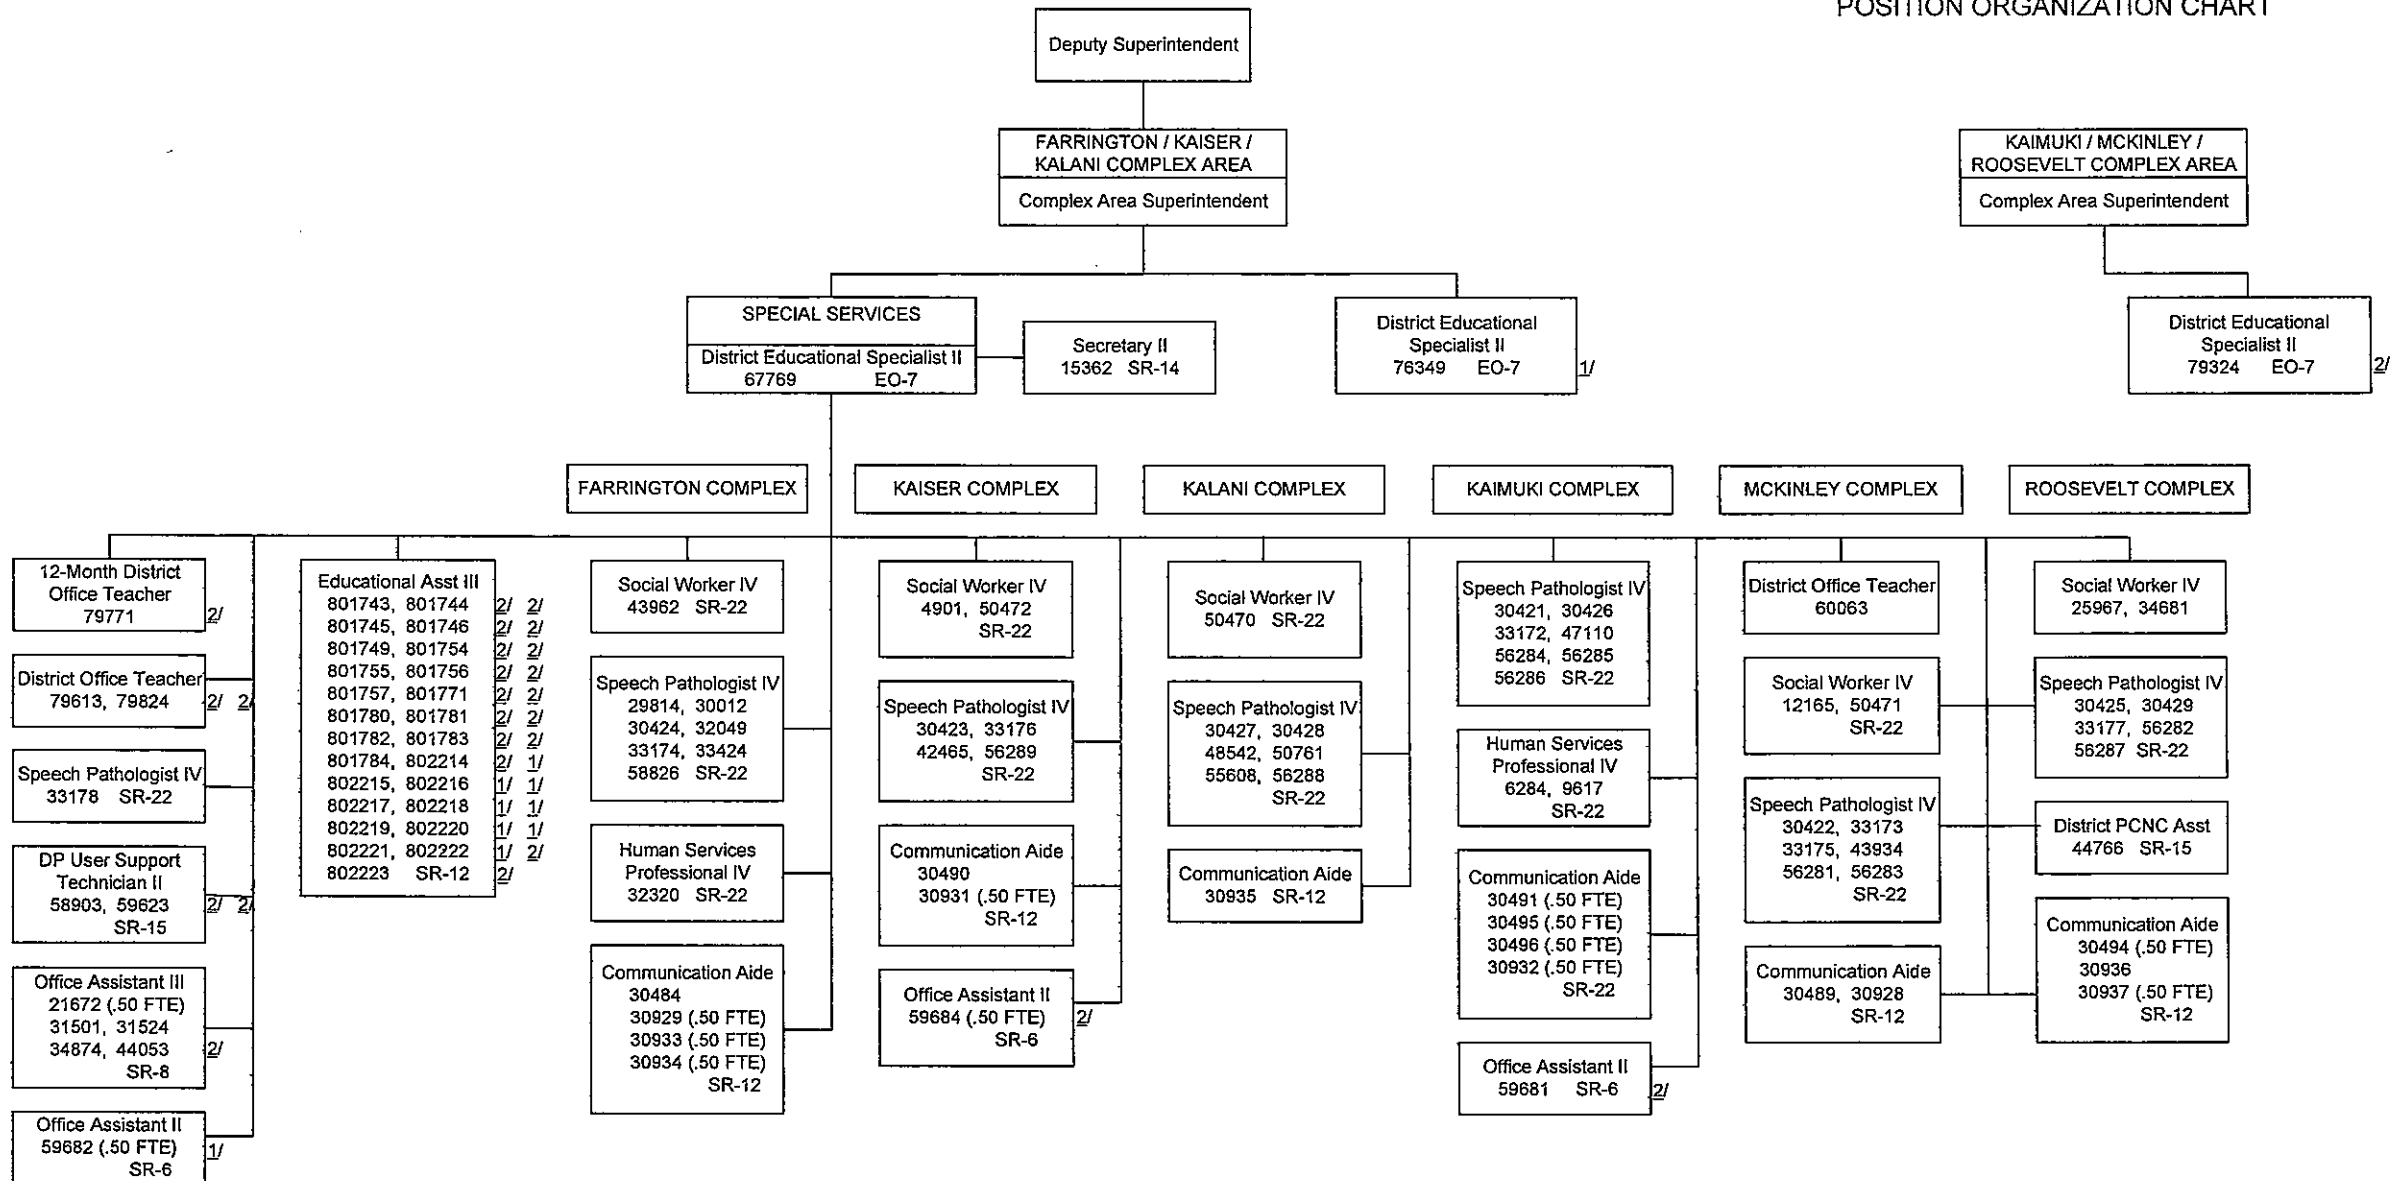 POSITION ORGANIZATION CHART
Deputy Superintendent
FARRINGTON / KAISER /
KALANI COMPLEX AREA
Complex Area Superintendent
KAIMUKI / MCKINLEY /
ROOSEVELT COMPLEX AREA
Complex Area Superintendent
SPECIAL SERVICES
District Educational Specialist II
67769 EO-7
Secretary II
15362 SR-14
District Educational
Specialist II
76349 EO-7 1/
District Educational
Specialist II
79324 EO-7 2/
FARRINGTON COMPLEX
KAISER COMPLEX
KALANI COMPLEX
KAIMUKI COMPLEX
MCKINLEY COMPLEX
ROOSEVELT COMPLEX
12-Month District
Office Teacher
79771 2/
District Office Teacher
79613, 79824 2/ 2/
Speech Pathologist IV
33178 SR-22
DP User Support
Technician II
58903, 59623 2/ 2/
SR-15
Office Assistant III
21672 (.50 FTE)
31501, 31524
34874, 44053 2/
SR-8
Office Assistant II
59682 (.50 FTE) 1/
SR-6
Educational Asst III
801743, 801744 2/ 2/
801745, 801746 2/ 2/
801749, 801754 2/ 2/
801755, 801756 2/ 2/
801757, 801771 2/ 2/
801780, 801781 2/ 2/
801782, 801783 2/ 2/
801784, 802214 2/ 1/
802215, 802216 1/ 1/
802217, 802218 1/ 1/
802219, 802220 1/ 1/
802221, 802222 1/ 2/
802223 SR-12 2/
Social Worker IV
43962 SR-22
Speech Pathologist IV
29814, 30012
30424, 32049
33174, 33424
58826 SR-22
Human Services
Professional IV
32320 SR-22
Communication Aide
30484
30929 (.50 FTE)
30933 (.50 FTE)
30934 (.50 FTE)
SR-12
Social Worker IV
4901, 50472
SR-22
Speech Pathologist IV
30423, 33176
42465, 56289
SR-22
Communication Aide
30490
30931 (.50 FTE)
SR-12
Office Assistant II
59684 (.50 FTE) 2/
SR-6
Social Worker IV
50470 SR-22
Speech Pathologist IV
30427, 30428
48542, 50761
55608, 56288
SR-22
Communication Aide
30935 SR-12
Speech Pathologist IV
30421, 30426
33172, 47110
56284, 56285
56286 SR-22
Human Services
Professional IV
6284, 9617
SR-22
Communication Aide
30491 (.50 FTE)
30495 (.50 FTE)
30496 (.50 FTE)
30932 (.50 FTE)
SR-22
Office Assistant II
59681 SR-6 2/
District Office Teacher
60063
Social Worker IV
12165, 50471
SR-22
Speech Pathologist IV
30422, 33173
33175, 43934
56281, 56283
SR-22
Communication Aide
30489, 30928
SR-12
Social Worker IV
25967, 34681
Speech Pathologist IV
30425, 30429
33177, 56282
56287 SR-22
District PCNC Asst
44766 SR-15
Communication Aide
30494 (.50 FTE)
30936
30937 (.50 FTE)
SR-12